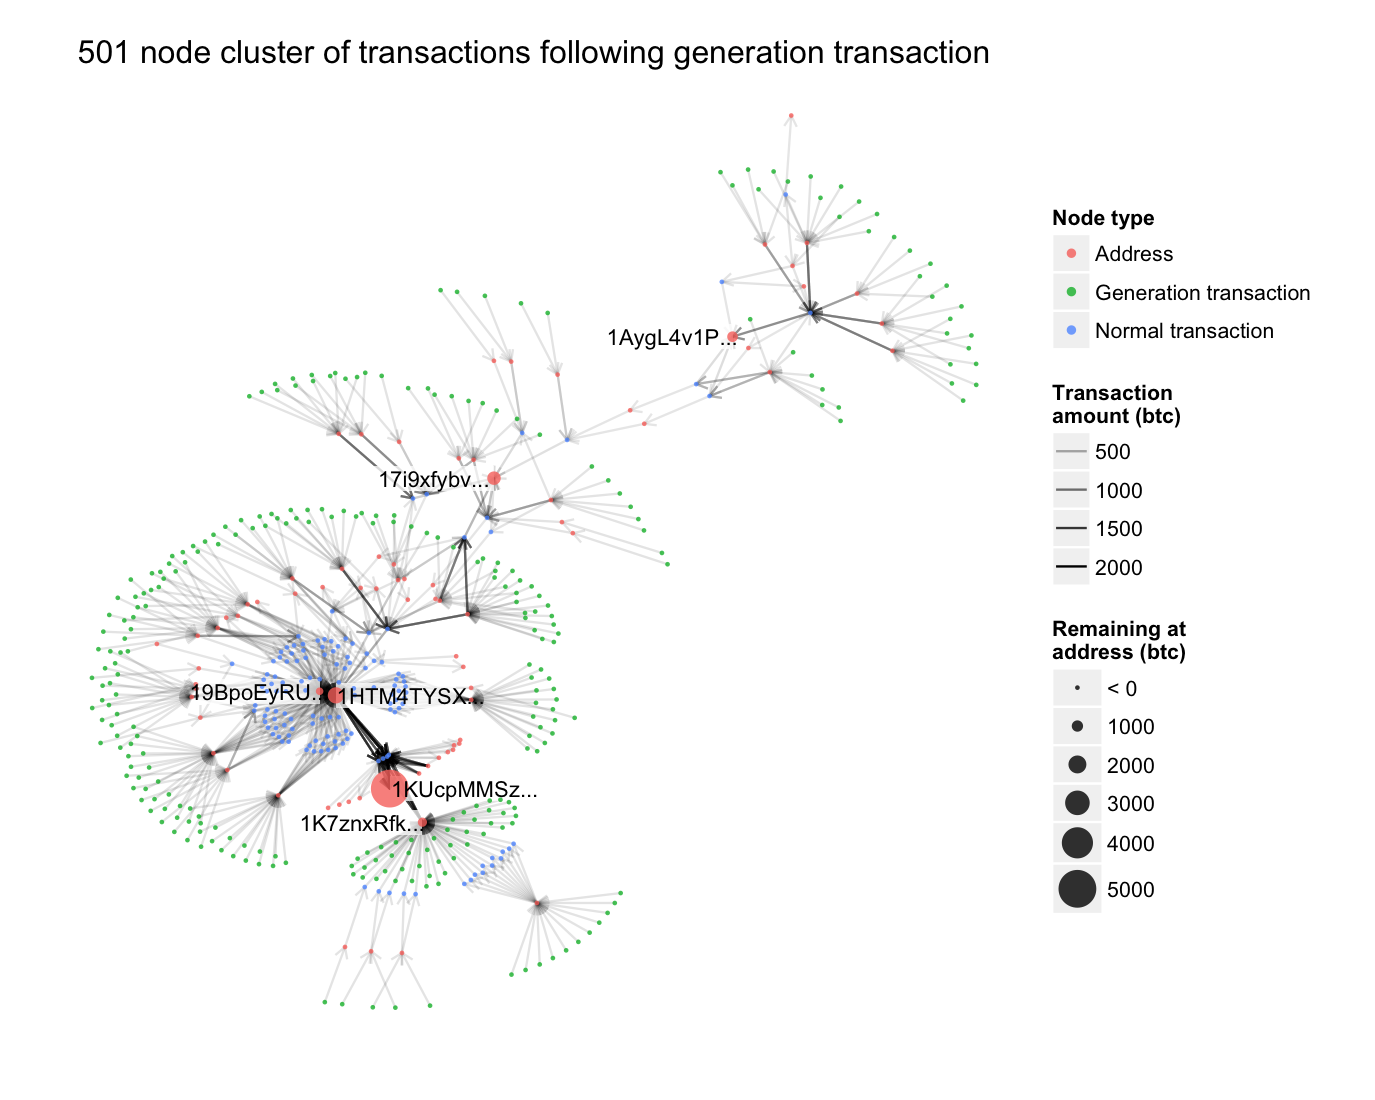 501 node cluster of transactions following generation transaction
1AygL4v1P...
17i9xfybv...
19BpoEyRU...
1HTM4TYSX...
1KUcpMMSz...
1K7znxRfk...
Node type
Address
Generation transaction
Normal transaction
Transaction
amount (btc)
500
1000
1500
2000
Remaining at
address (btc)
< 0
1000
2000
3000
4000
5000